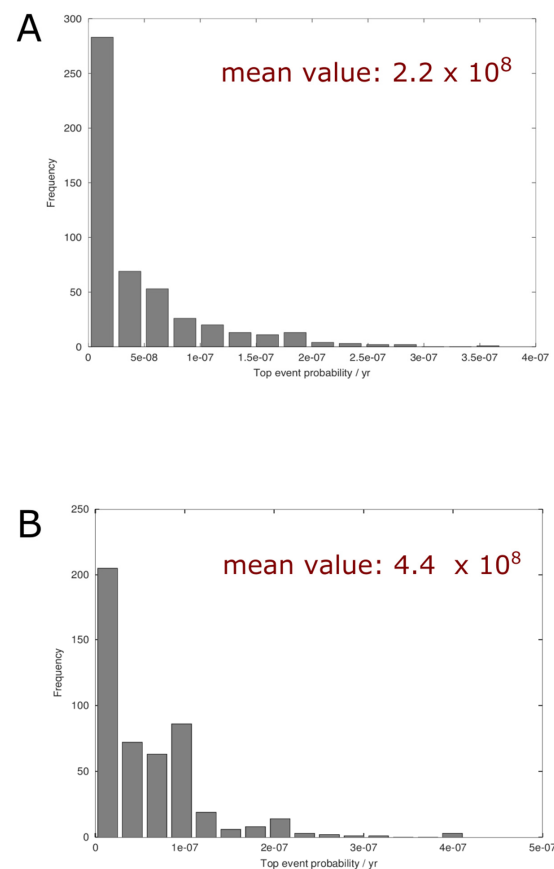 A
mean value: 2.2 x 10⁸
300
250
200
150
100
50
0
Frequency
0 5e-08 1e-07 1.5e-07 2e-07 2.5e-07 3e-07 3.5e-07 4e-07
Top event probability / yr
B
mean value: 4.4 x 10⁸
250
200
150
100
50
0
Frequency
0 1e-07 2e-07 3e-07 4e-07 5e-07
Top event probability / yr